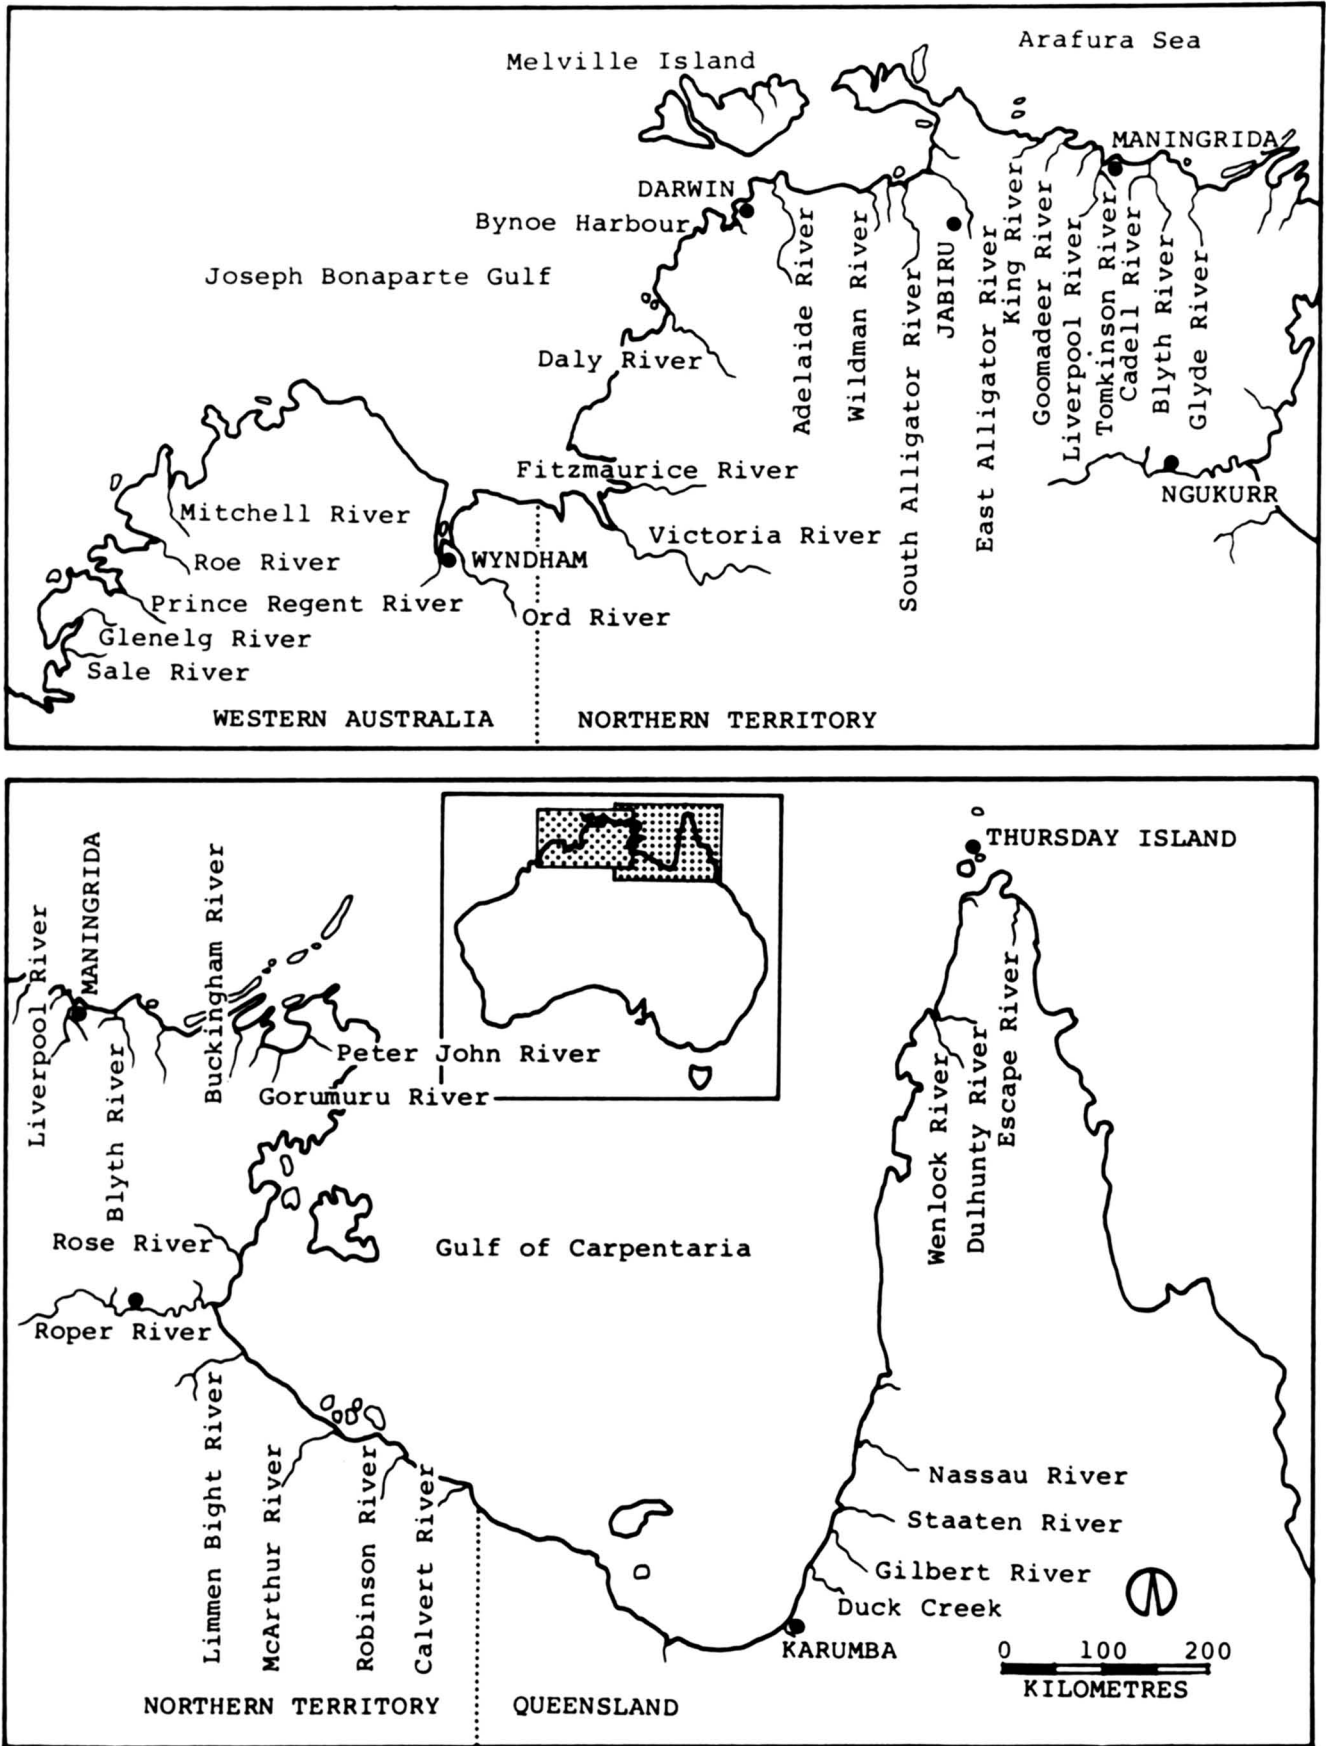 Arafura Sea
Melville Island
MANINGRIDA
DARWIN
Bynoe Harbour
Joseph Bonaparte Gulf
Daly River
Adelaide River
Wildman River
South Alligator River
JABIRU
East Alligator River
King River
Goomadeer River
Liverpool River
Tomkinson River
Cadell River
Blyth River
Glyde River
Fitzmaurice River
NGUKURR
Mitchell River
Victoria River
Roe River
WYNDHAM
Prince Regent River
Ord River
Glenelg River
Sale River
WESTERN AUSTRALIA
NORTHERN TERRITORY
THURSDAY ISLAND
Liverpool River
MANINGRIDA
Blyth River
Buckingham River
Peter John River
Gorumuru River
Wenlock River
Dulhunty River
Escape River
Rose River
Gulf of Carpentaria
Roper River
Limmen Bight River
McArthur River
Robinson River
Calvert River
Nassau River
Staaten River
Gilbert River
Duck Creek
KARUMBA
0 100 200
KILOMETRES
NORTHERN TERRITORY
QUEENSLAND